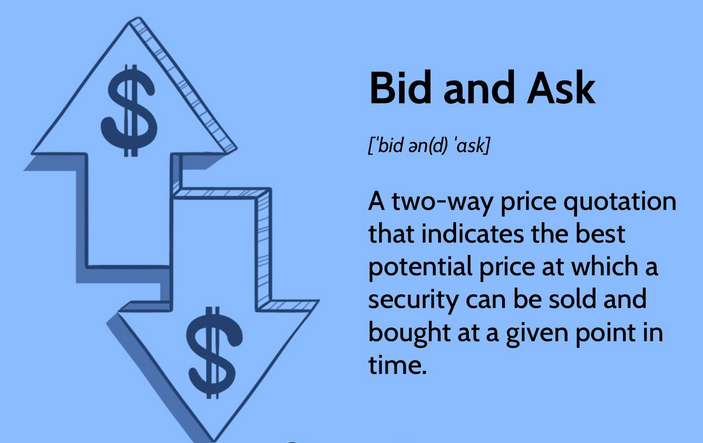 $
$
Bid and Ask
[ˈbid ən(d) ˈask]
A two-way price quotation
that indicates the best
potential price at which a
security can be sold and
bought at a given point in
time.